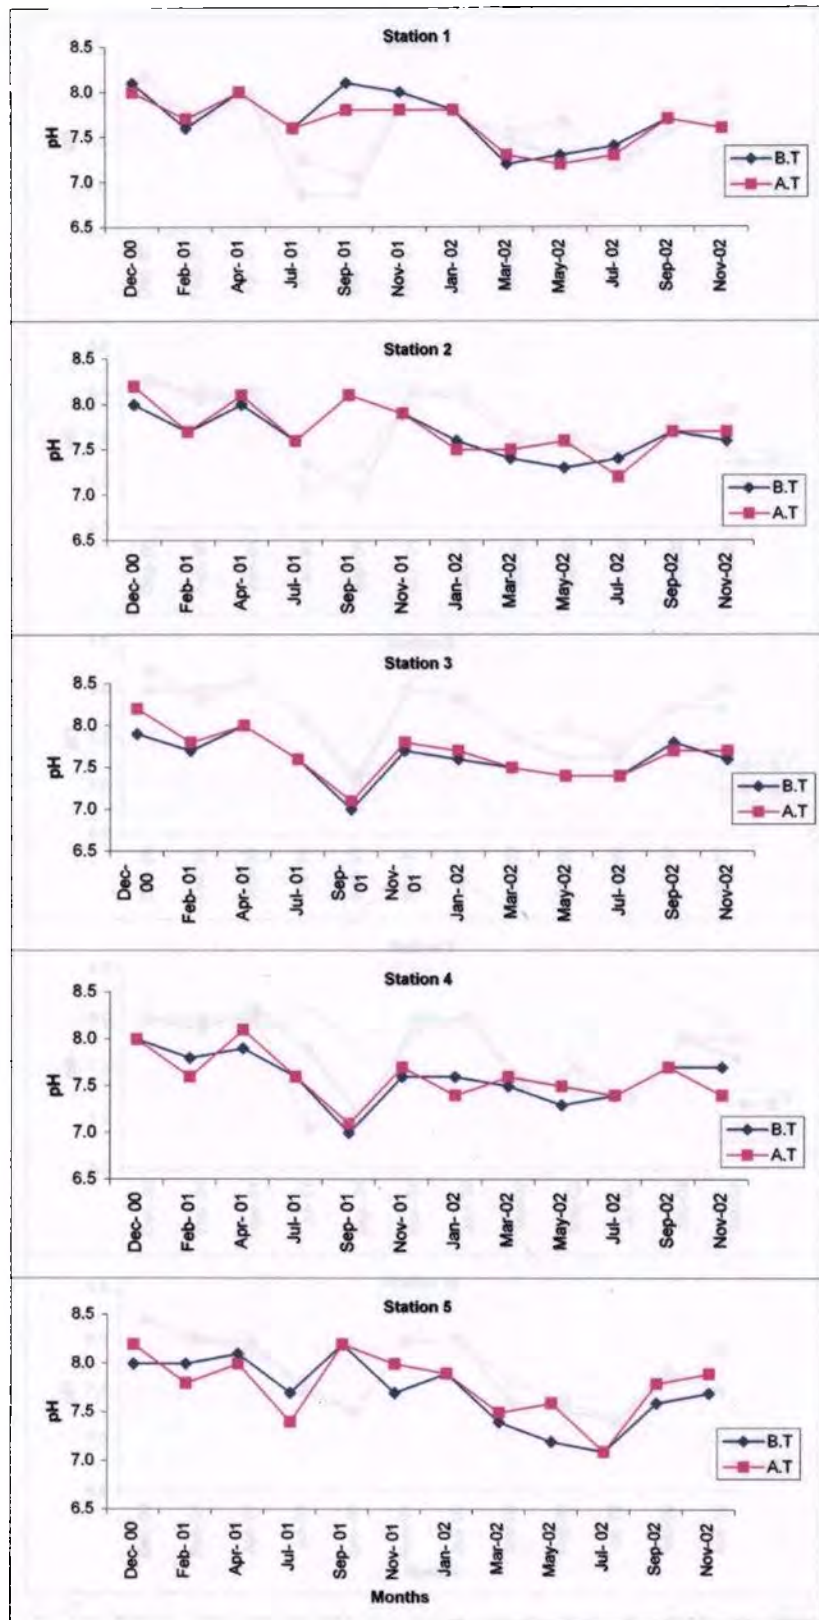 Station 1
8.5
8.0
7.5
7.0
6.5
pH
B.T
A.T
Dec- 00
Feb- 01
Apr- 01
Jul- 01
Sep- 01
Nov- 01
Jan- 02
Mar-02
May-02
Jul- 02
Sep-02
Nov-02
Station 2
8.5
8.0
7.5
7.0
6.5
pH
B.T
A.T
Dec- 00
Feb- 01
Apr- 01
Jul- 01
Sep- 01
Nov- 01
Jan- 02
Mar-02
May-02
Jul- 02
Sep-02
Nov-02
Station 3
8.5
8.0
7.5
7.0
6.5
pH
B.T
A.T
Dec-
00
Feb- 01
Apr- 01
Jul- 01
Sep-
01
Nov-
01
Jan- 02
Mar-02
May-02
Jul- 02
Sep-02
Nov-02
Station 4
8.5
8.0
7.5
7.0
6.5
pH
B.T
A.T
Dec- 00
Feb- 01
Apr- 01
Jul- 01
Sep- 01
Nov- 01
Jan- 02
Mar-02
May-02
Jul- 02
Sep-02
Nov-02
Station 5
8.5
8.0
7.5
7.0
6.5
pH
B.T
A.T
Dec- 00
Feb- 01
Apr- 01
Jul- 01
Sep- 01
Nov- 01
Jan- 02
Mar-02
May-02
Jul- 02
Sep-02
Nov-02
Months